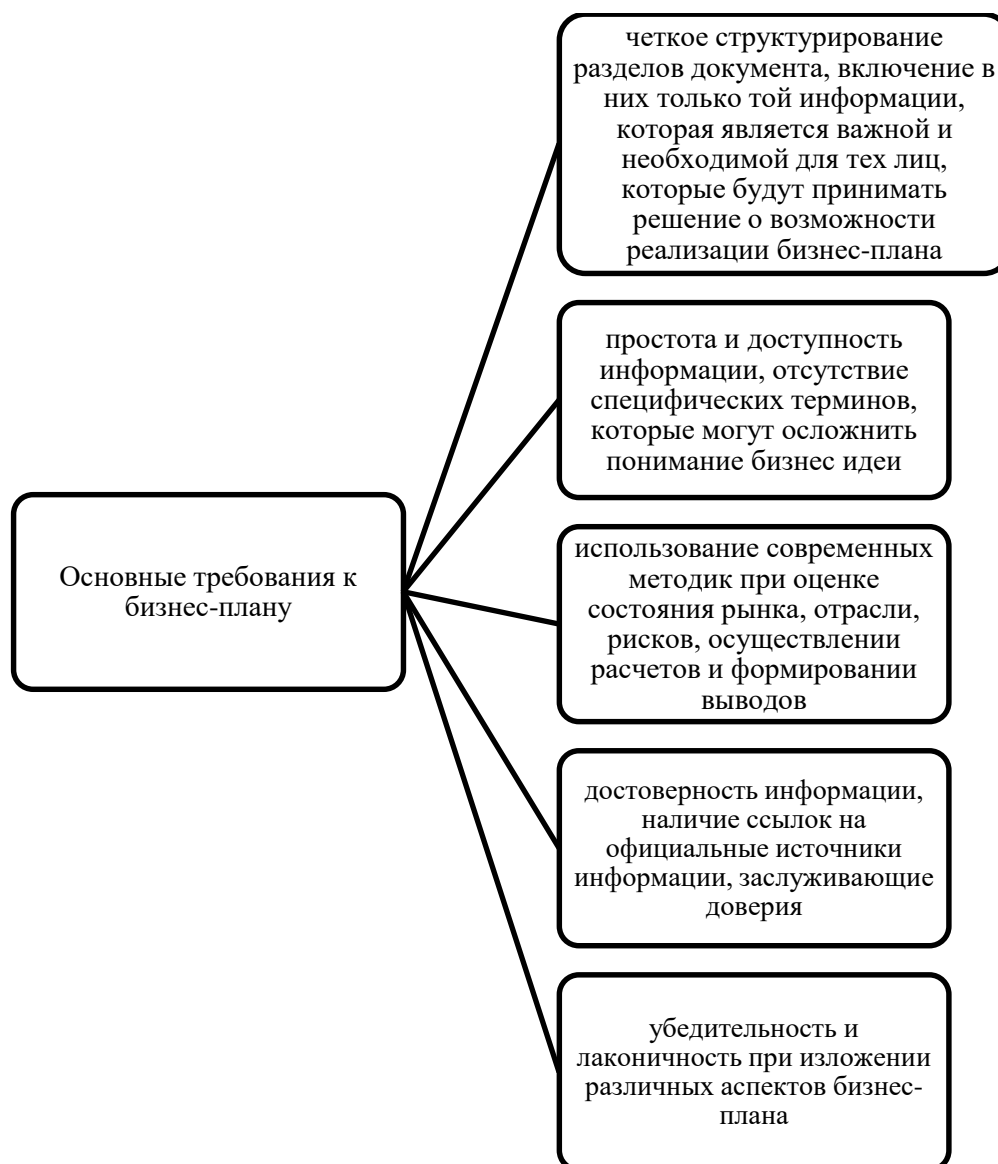 четкое структурирование
разделов документа, включение в
них только той информации,
которая является важной и
необходимой для тех лиц,
которые будут принимать
решение о возможности
реализации бизнес-плана
простота и доступность
информации, отсутствие
специфических терминов,
которые могут осложнить
понимание бизнес идеи
Основные требования к
бизнес-плану
использование современных
методик при оценке
состояния рынка, отрасли,
рисков, осуществлении
расчетов и формировании
выводов
достоверность информации,
наличие ссылок на
официальные источники
информации, заслуживающие
доверия
убедительность и
лаконичность при изложении
различных аспектов бизнес-
плана